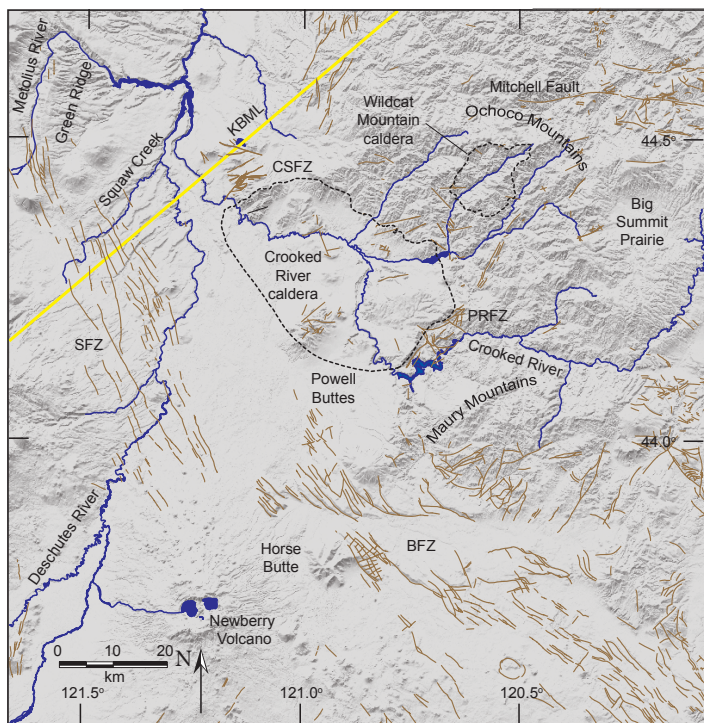 Metolius River
Green Ridge
Squaw Creek
KBML
Wildcat
Mountain
caldera
Mitchell Fault
Ochoco Mountains
44.5°
CSFZ
Big
Summit
Prairie
Crooked
River
caldera
SFZ
PRFZ
Crooked River
Powell
Buttes
Maury Mountains
44.0°
Deschutes River
Horse
Butte
BFZ
Newberry
Volcano
0 10 20
km
N
121.5
121.0°
120.5°